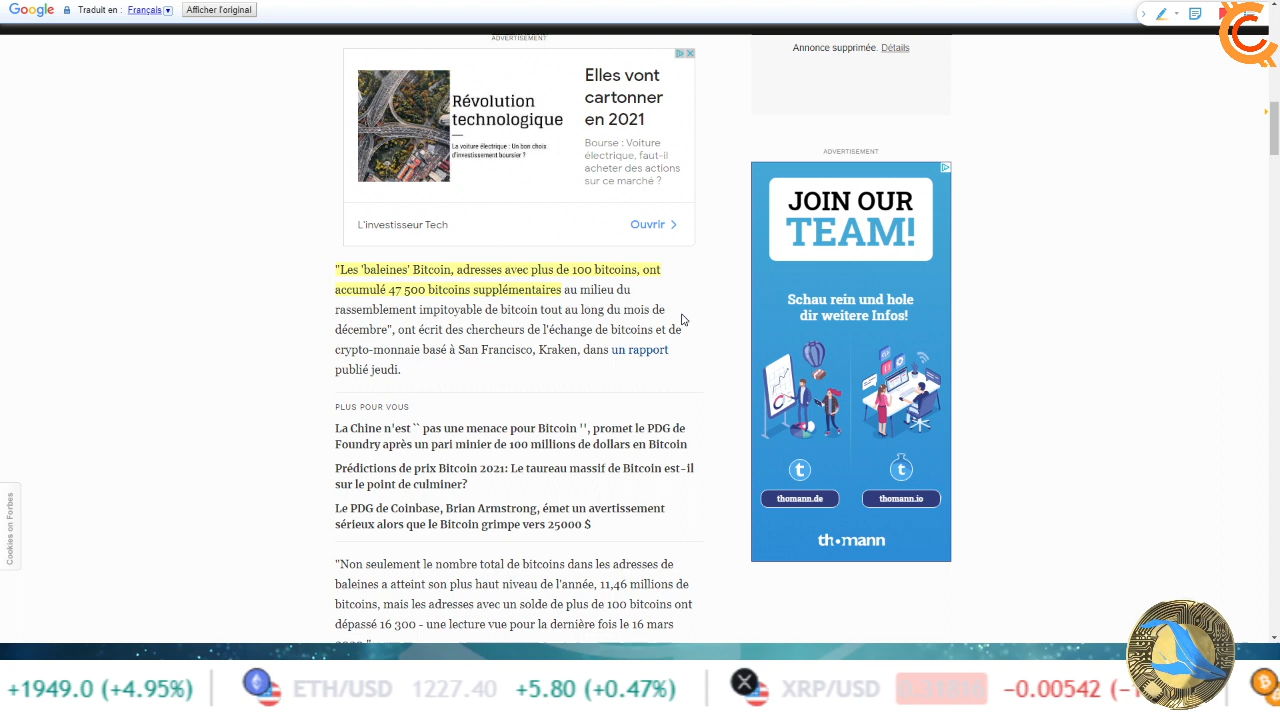 Google Traduit en : Français Afficher l'original
ADVERTISEMENT
Révolution
technologique
La voiture électrique : Un bon choix
d'investissement boursier ?
Elles vont
cartonner
en 2021
Bourse : Voiture
électrique, faut-il
acheter des actions
sur ce marché ?
L'investisseur Tech
Ouvrir
Annonce supprimée. Détails
ADVERTISEMENT
JOIN OUR
TEAM!
Schau rein und hole
dir weitere Infos!
t t
thomann.de thomann.io
th•mann
"Les 'baleines' Bitcoin, adresses avec plus de 100 bitcoins, ont
accumulé 47 500 bitcoins supplémentaires au milieu du
rassemblement impitoyable de bitcoin tout au long du mois de
décembre", ont écrit des chercheurs de l'échange de bitcoins et de
crypto-monnaie basé à San Francisco, Kraken, dans un rapport
publié jeudi.
PLUS POUR VOUS
La Chine n'est `` pas une menace pour Bitcoin '', promet le PDG de
Foundry après un pari minier de 100 millions de dollars en Bitcoin
Prédictions de prix Bitcoin 2021: Le taureau massif de Bitcoin est-il
sur le point de culminer?
Le PDG de Coinbase, Brian Armstrong, émet un avertissement
sérieux alors que le Bitcoin grimpe vers 25000 $
"Non seulement le nombre total de bitcoins dans les adresses de
baleines a atteint son plus haut niveau de l'année, 11,46 millions de
bitcoins, mais les adresses avec un solde de plus de 100 bitcoins ont
dépassé 16 300 - une lecture vue pour la dernière fois le 16 mars
Cookies on Forbes
+1949.0 (+4.95%) ETH/USD 1227.40 +5.80 (+0.47%) XRP/USD −0.00542